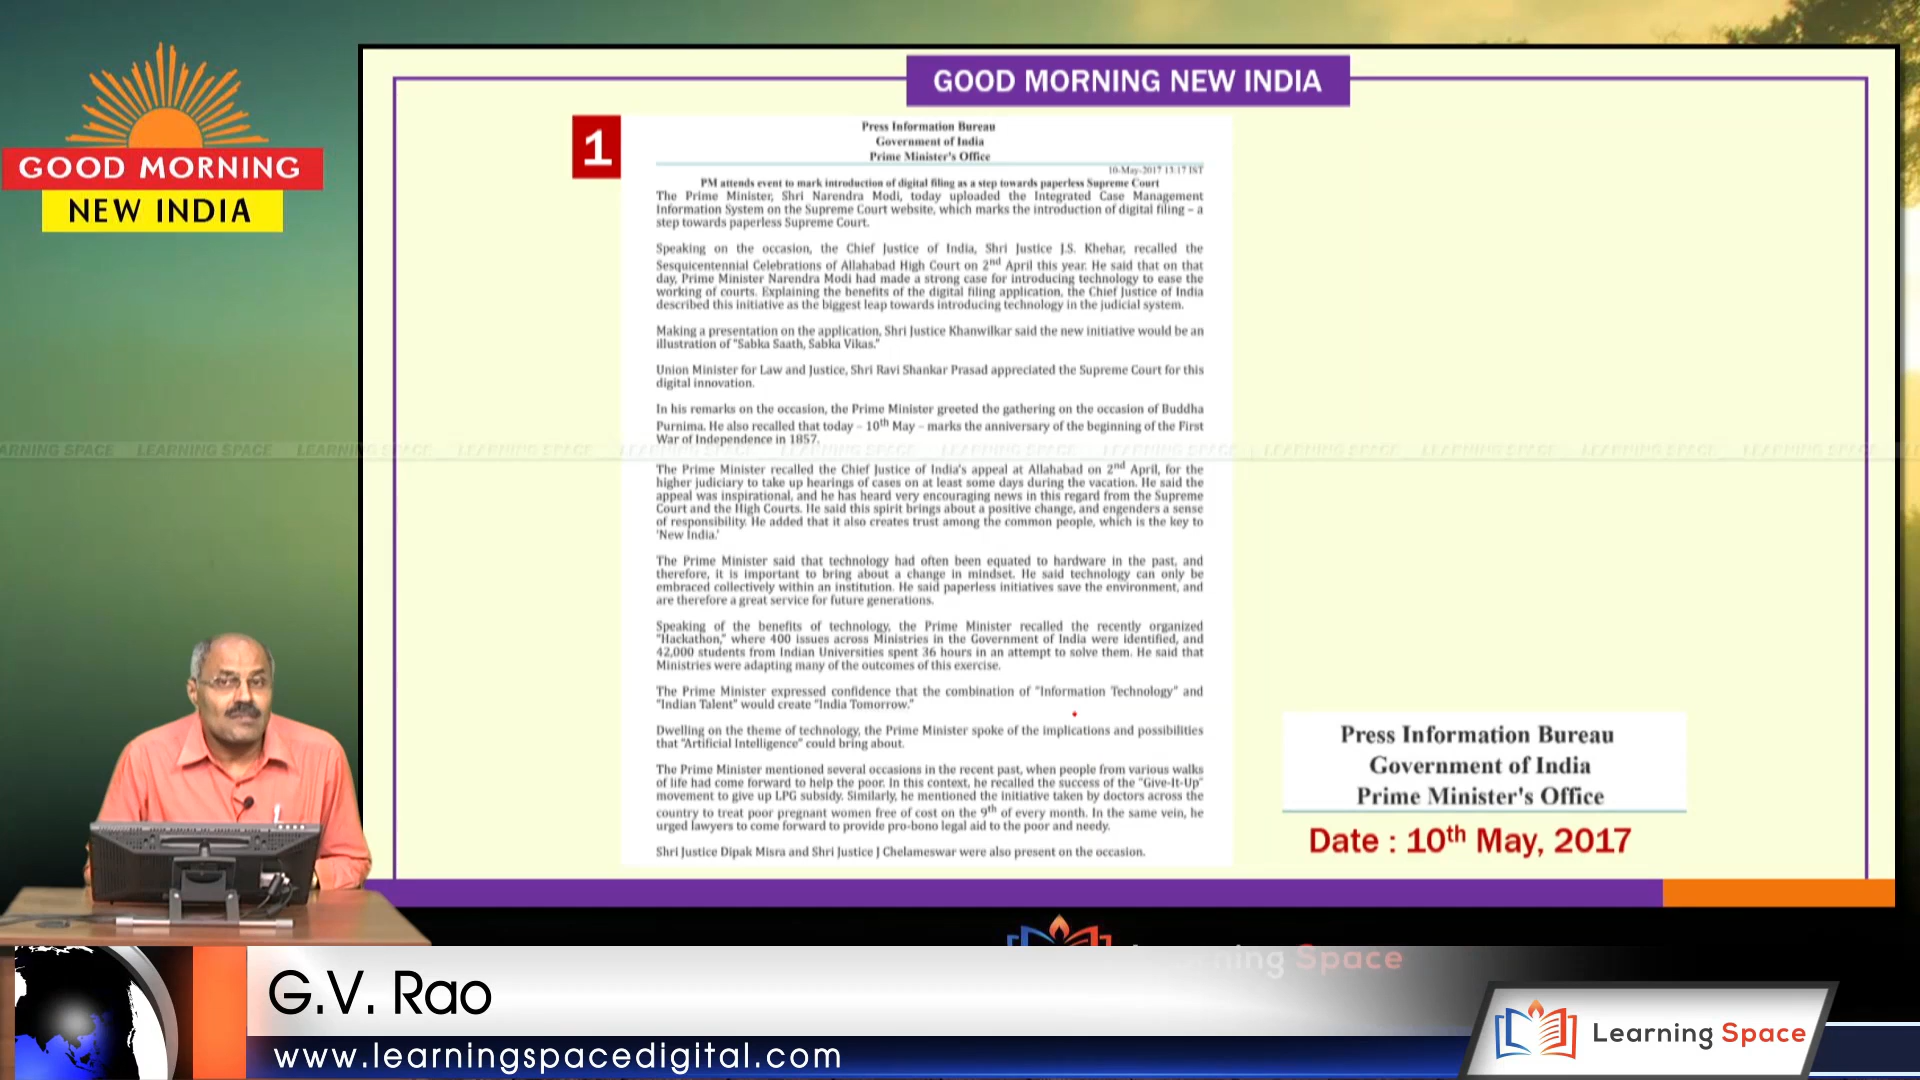 GOOD MORNING
NEW INDIA
GOOD MORNING NEW INDIA
1
Press Information Bureau
Government of India
Prime Minister's Office
10-May-2017 13:17 IST
PM attends event to mark introduction of digital filing as a step towards paperless Supreme Court
The Prime Minister, Shri Narendra Modi, today uploaded the Integrated Case Management
Information System on the Supreme Court website, which marks the introduction of digital filing – a
step towards paperless Supreme Court.
Speaking on the occasion, the Chief Justice of India, Shri Justice J.S. Khehar, recalled the
Sesquicentennial Celebrations of Allahabad High Court on 2nd April this year. He said that on that
day, Prime Minister Narendra Modi had made a strong case for introducing technology to ease the
working of courts. Explaining the benefits of the digital filing application, the Chief Justice of India
described this initiative as the biggest leap towards introducing technology in the judicial system.
Making a presentation on the application, Shri Justice Khanwilkar said the new initiative would be an
illustration of "Sabka Saath, Sabka Vikas."
Union Minister for Law and Justice, Shri Ravi Shankar Prasad appreciated the Supreme Court for this
digital innovation.
In his remarks on the occasion, the Prime Minister greeted the gathering on the occasion of Buddha
Purnima. He also recalled that today – 10th May – marks the anniversary of the beginning of the First
War of Independence in 1857.
ARNING SPACE LEARNING SPACE LEARNING SPACE
The Prime Minister recalled the Chief Justice of India's appeal at Allahabad on 2nd April, for the
higher judiciary to take up hearings of cases on at least some days during the vacation. He said the
appeal was inspirational, and he has heard very encouraging news in this regard from the Supreme
Court and the High Courts. He said this spirit brings about a positive change, and engenders a sense
of responsibility. He added that it also creates trust among the common people, which is the key to
'New India.'
The Prime Minister said that technology had often been equated to hardware in the past, and
therefore, it is important to bring about a change in mindset. He said technology can only be
embraced collectively within an institution. He said paperless initiatives save the environment, and
are therefore a great service for future generations.
Speaking of the benefits of technology, the Prime Minister recalled the recently organized
"Hackathon," where 400 issues across Ministries in the Government of India were identified, and
42,000 students from Indian Universities spent 36 hours in an attempt to solve them. He said that
Ministries were adapting many of the outcomes of this exercise.
The Prime Minister expressed confidence that the combination of "Information Technology" and
"Indian Talent" would create "India Tomorrow."
Dwelling on the theme of technology, the Prime Minister spoke of the implications and possibilities
that "Artificial Intelligence" could bring about.
The Prime Minister mentioned several occasions in the recent past, when people from various walks
of life had come forward to help the poor. In this context, he recalled the success of the "Give-It-Up"
movement to give up LPG subsidy. Similarly, he mentioned the initiative taken by doctors across the
country to treat poor pregnant women free of cost on the 9th of every month. In the same vein, he
urged lawyers to come forward to provide pro-bono legal aid to the poor and needy.
Shri Justice Dipak Misra and Shri Justice J Chelameswar were also present on the occasion.
Press Information Bureau
Government of India
Prime Minister's Office
Date : 10th May, 2017
Space
G.V. Rao
www.learningspacedigital.com
Learning Space